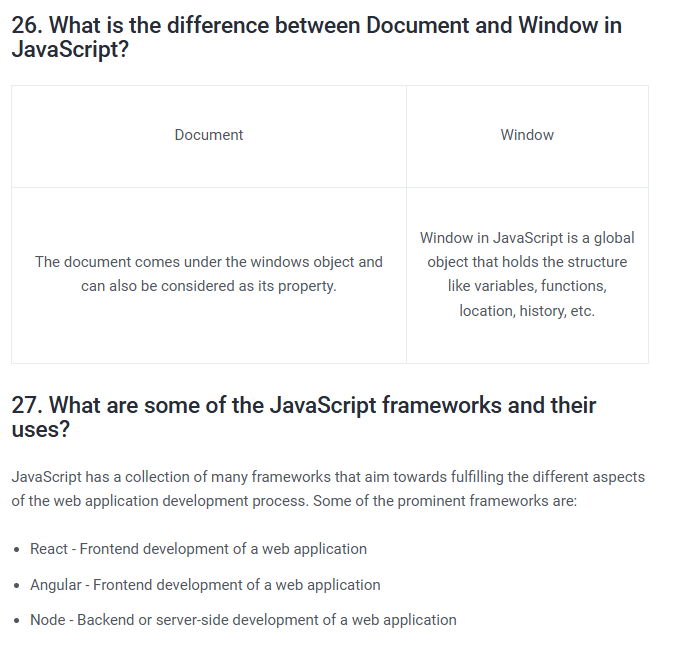 26. What is the difference between Document and Window in
JavaScript?
Document
Window
The document comes under the windows object and
can also be considered as its property.
Window in JavaScript is a global
object that holds the structure
like variables, functions,
location, history, etc.
27. What are some of the JavaScript frameworks and their
uses?
JavaScript has a collection of many frameworks that aim towards fulfilling the different aspects
of the web application development process. Some of the prominent frameworks are:
• React - Frontend development of a web application
• Angular - Frontend development of a web application
• Node - Backend or server-side development of a web application